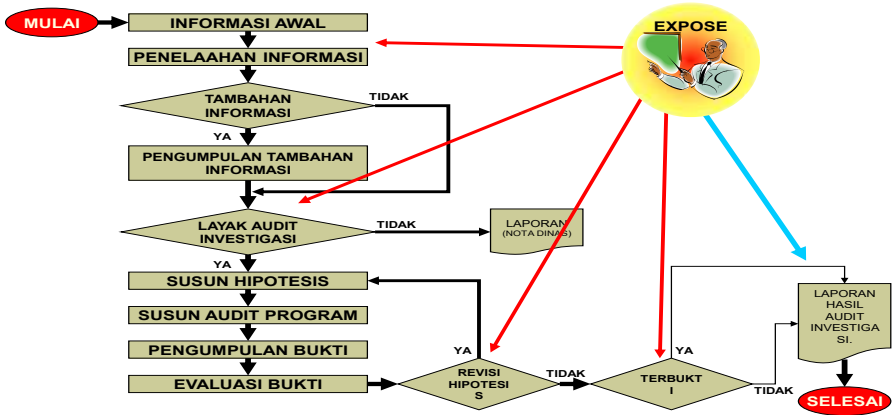 MULAI
INFORMASI AWAL
EXPOSE
PENELAAHAN INFORMASI
TAMBAHAN
INFORMASI
TIDAK
YA
PENGUMPULAN TAMBAHAN
INFORMASI
LAYAK AUDIT
INVESTIGASI
TIDAK
LAPORAN
(NOTA DINAS)
YA
SUSUN HIPOTESIS
SUSUN AUDIT PROGRAM
PENGUMPULAN BUKTI
EVALUASI BUKTI
YA
REVISI
HIPOTESI
S
TIDAK
YA
TERBUKT
I
TIDAK
LAPORAN
HASIL
AUDIT
INVESTIGA
SI.
SELESAI